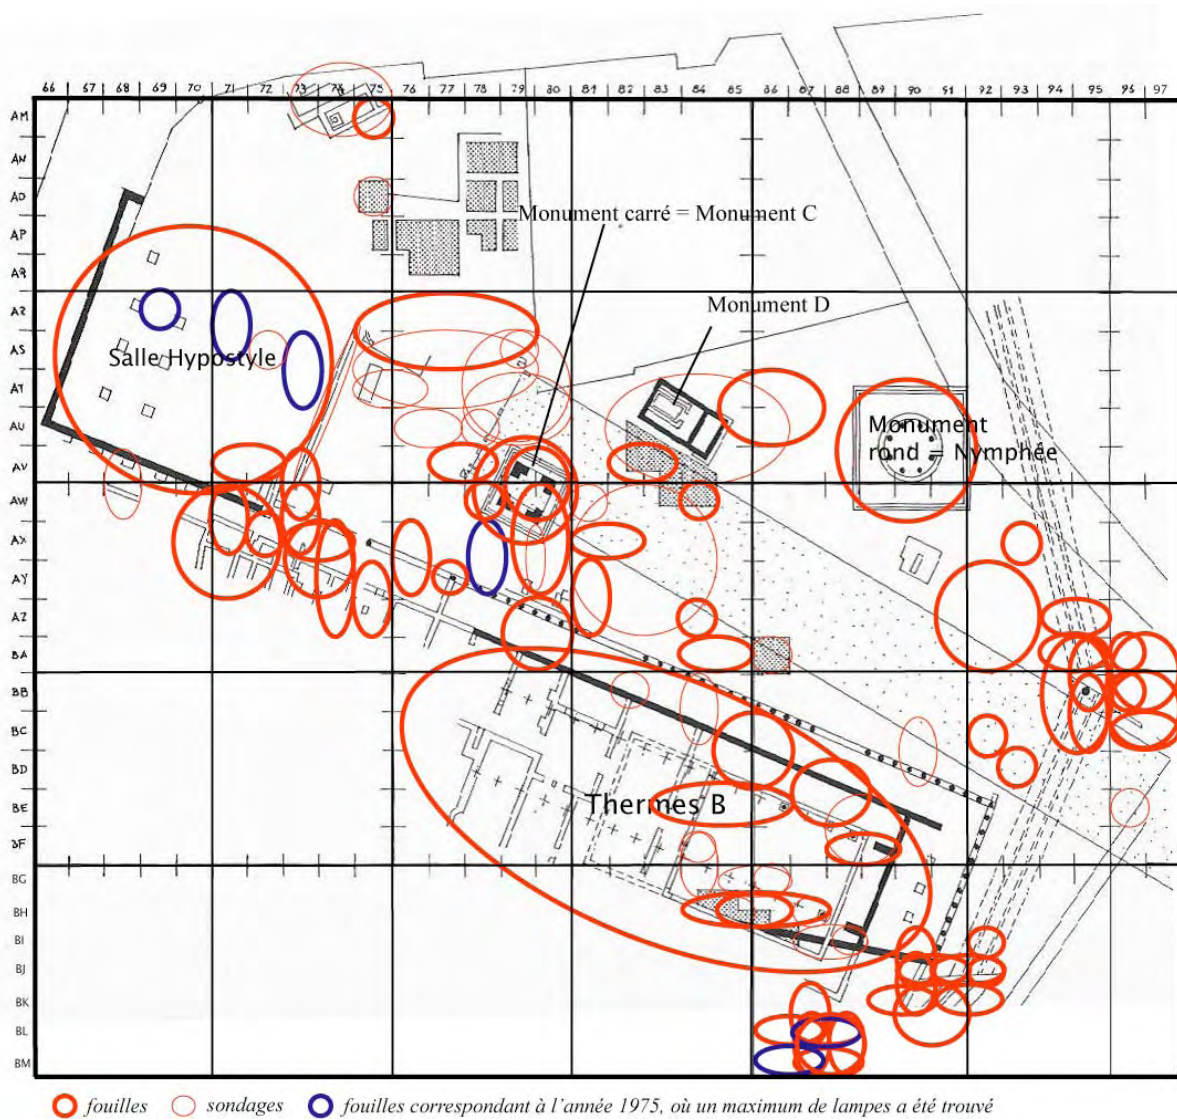 66 67 68 69 70 71 72 73 74 75 76 77 78 79 80 81 82 83 84 85 86 87 88 89 90 91 92 93 94 95 96 97
AM
AN
AO
AP
AR
AZ
AS
AT
AU
AV
AW
AX
AY
AZ
BA
BB
BC
BD
BE
BF
BG
BH
BI
BJ
BK
BL
BM
Monument carré = Monument C
Monument D
Salle Hypostyle
Monument
rond = Nymphée
Thermes B
fouilles
sondages
fouilles correspondant à l'année 1975, où un maximum de lampes a été trouvé